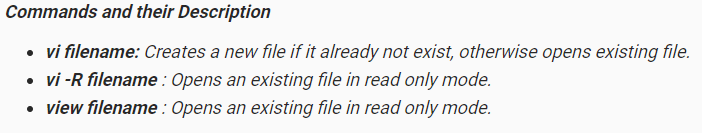 Commands and their Description
• vi filename: Creates a new file if it already not exist, otherwise opens existing file.
• vi -R filename : Opens an existing file in read only mode.
• view filename : Opens an existing file in read only mode.